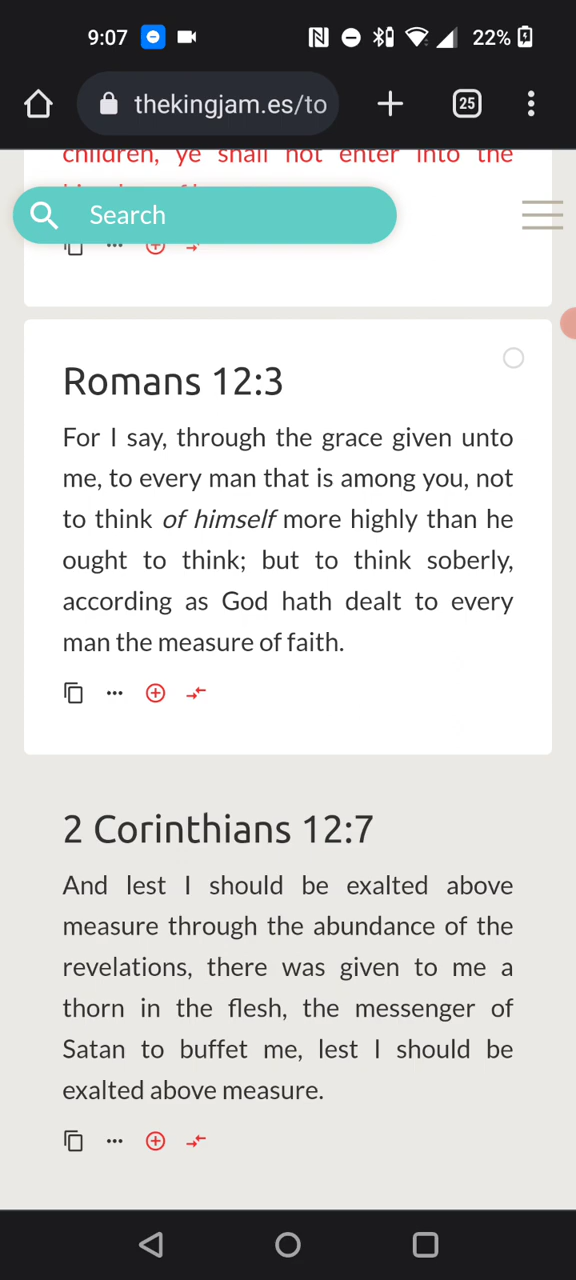 9:07
22%
thekingjam.es/to
25
children, ye shall not enter into the
Search
Romans 12:3
For I say, through the grace given unto
me, to every man that is among you, not
to think of himself more highly than he
ought to think; but to think soberly,
according as God hath dealt to every
man the measure of faith.
2 Corinthians 12:7
And lest I should be exalted above
measure through the abundance of the
revelations, there was given to me a
thorn in the flesh, the messenger of
Satan to buffet me, lest I should be
exalted above measure.